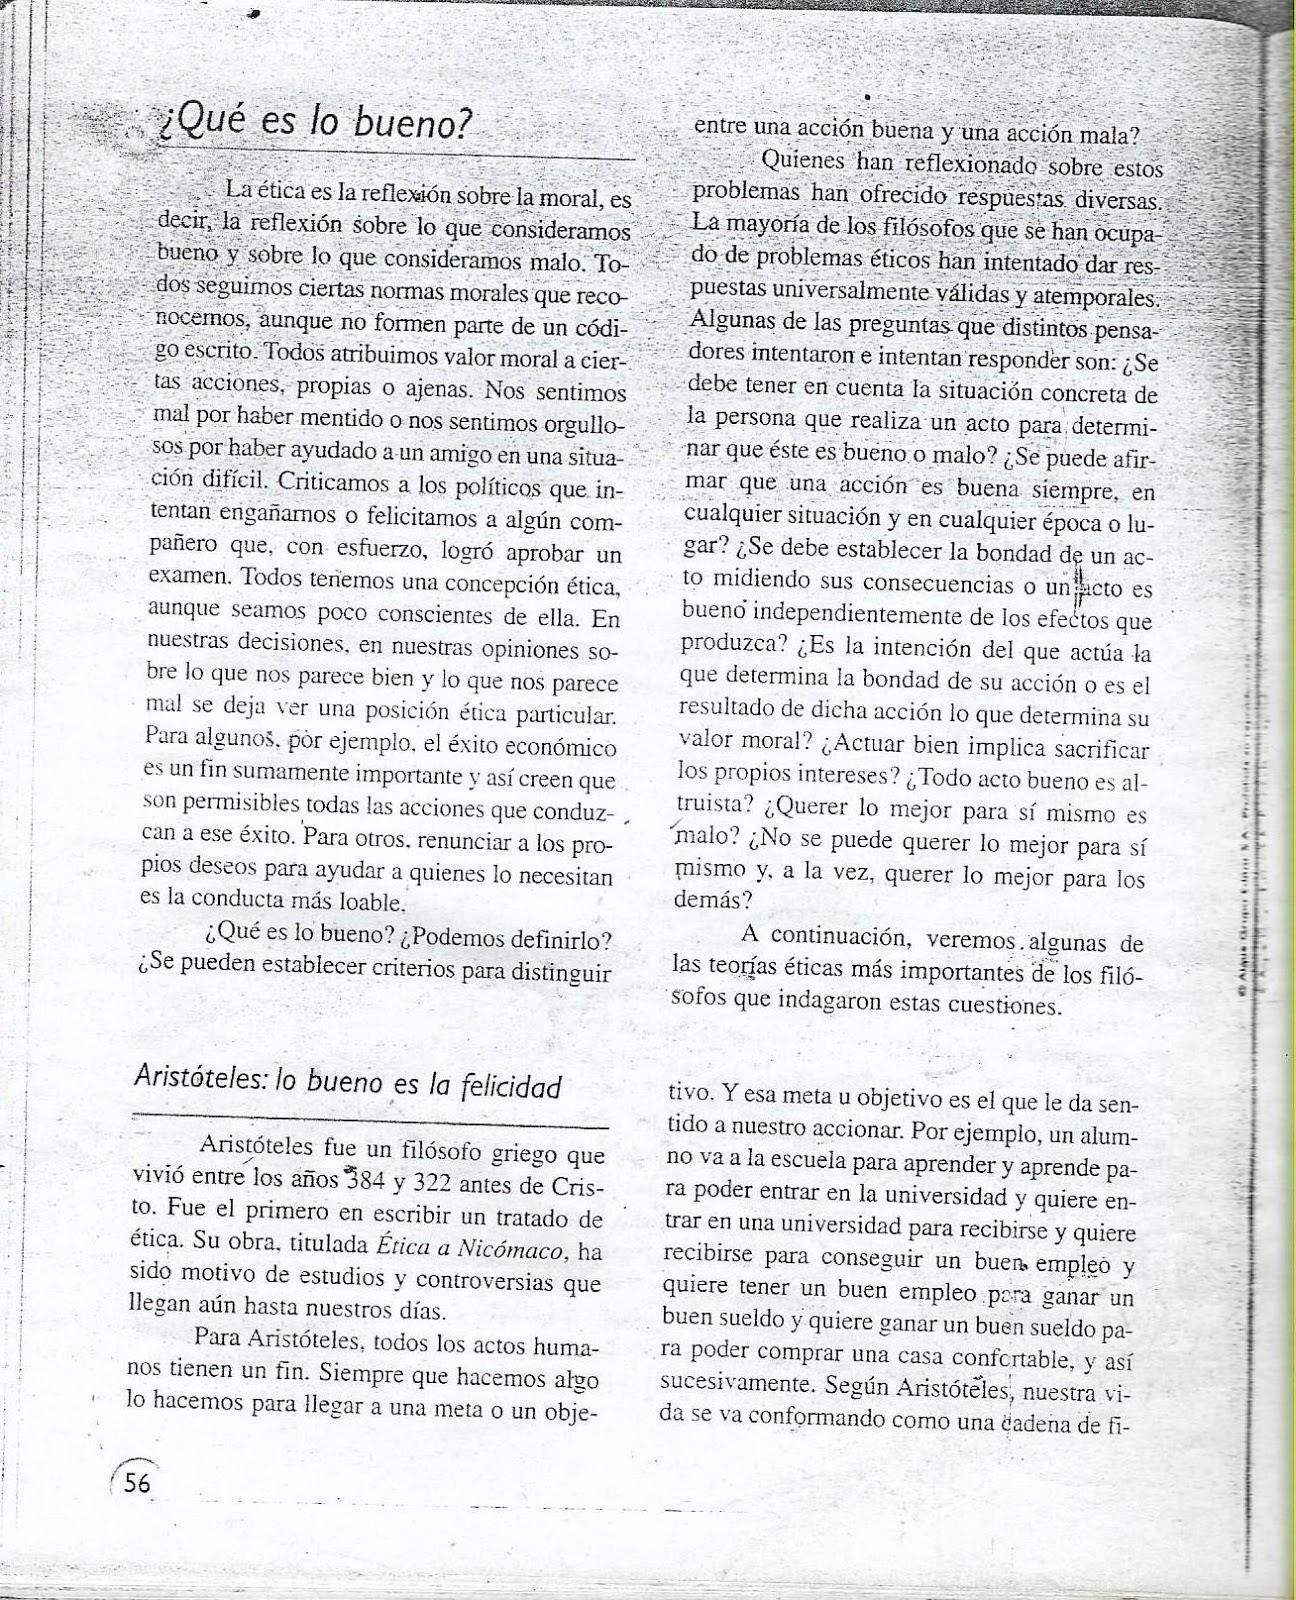 ¿Qué es lo bueno?
La ética es la reflexión sobre la moral, es
decir, la reflexión sobre lo que consideramos
bueno y sobre lo que consideramos malo. To-
dos seguimos ciertas normas morales que reco-
nocemos, aunque no formen parte de un códi-
go escrito. Todos atribuimos valor moral a cier-
tas acciones, propias o ajenas. Nos sentimos
mal por haber mentido o nos sentimos orgullo-
sos por haber ayudado a un amigo en una situa-
ción difícil. Criticamos a los políticos que in-
tentan engañarnos o felicitamos a algún com-
pañero que, con esfuerzo, logró aprobar un
examen. Todos tenemos una concepción ética,
aunque seamos poco conscientes de ella. En
nuestras decisiones, en nuestras opiniones so-
bre lo que nos parece bien y lo que nos parece
mal se deja ver una posición ética particular.
Para algunos, por ejemplo, el éxito económico
es un fin sumamente importante y así creen que
son permisibles todas las acciones que conduz-
can a ese éxito. Para otros, renunciar a los pro-
pios deseos para ayudar a quienes lo necesitan
es la conducta más loable.
¿Qué es lo bueno? ¿Podemos definirlo?
¿Se pueden establecer criterios para distinguir
entre una acción buena y una acción mala?
Quienes han reflexionado sobre estos
problemas han ofrecido respuestas diversas.
La mayoría de los filósofos que se han ocupa-
do de problemas éticos han intentado dar res-
puestas universalmente válidas y atemporales.
Algunas de las preguntas que distintos pensa-
dores intentaron e intentan responder son: ¿Se
debe tener en cuenta la situación concreta de
la persona que realiza un acto para determi-
nar que éste es bueno o malo? ¿Se puede afir-
mar que una acción es buena siempre, en
cualquier situación y en cualquier época o lu-
gar? ¿Se debe establecer la bondad de un ac-
to midiendo sus consecuencias o un acto es
bueno independientemente de los efectos que
produzca? ¿Es la intención del que actúa la
que determina la bondad de su acción o es el
resultado de dicha acción lo que determina su
valor moral? ¿Actuar bien implica sacrificar
los propios intereses? ¿Todo acto bueno es al-
truista? ¿Querer lo mejor para sí mismo es
malo? ¿No se puede querer lo mejor para sí
mismo y, a la vez, querer lo mejor para los
demás?
A continuación, veremos algunas de
las teorías éticas más importantes de los filó-
sofos que indagaron estas cuestiones.
Aristóteles: lo bueno es la felicidad
Aristóteles fue un filósofo griego que
vivió entre los años 384 y 322 antes de Cris-
to. Fue el primero en escribir un tratado de
ética. Su obra, titulada Ética a Nicómaco, ha
sido motivo de estudios y controversias que
llegan aún hasta nuestros días.
Para Aristóteles, todos los actos huma-
nos tienen un fin. Siempre que hacemos algo
lo hacemos para llegar a una meta o un obje-
tivo. Y esa meta u objetivo es el que le da sen-
tido a nuestro accionar. Por ejemplo, un alum-
no va a la escuela para aprender y aprende pa-
ra poder entrar en la universidad y quiere en-
trar en una universidad para recibirse y quiere
recibirse para conseguir un buen empleo y
quiere tener un buen empleo para ganar un
buen sueldo y quiere ganar un buen sueldo pa-
ra poder comprar una casa confortable, y así
sucesivamente. Según Aristóteles, nuestra vi-
da se va conformando como una cadena de fi-
56